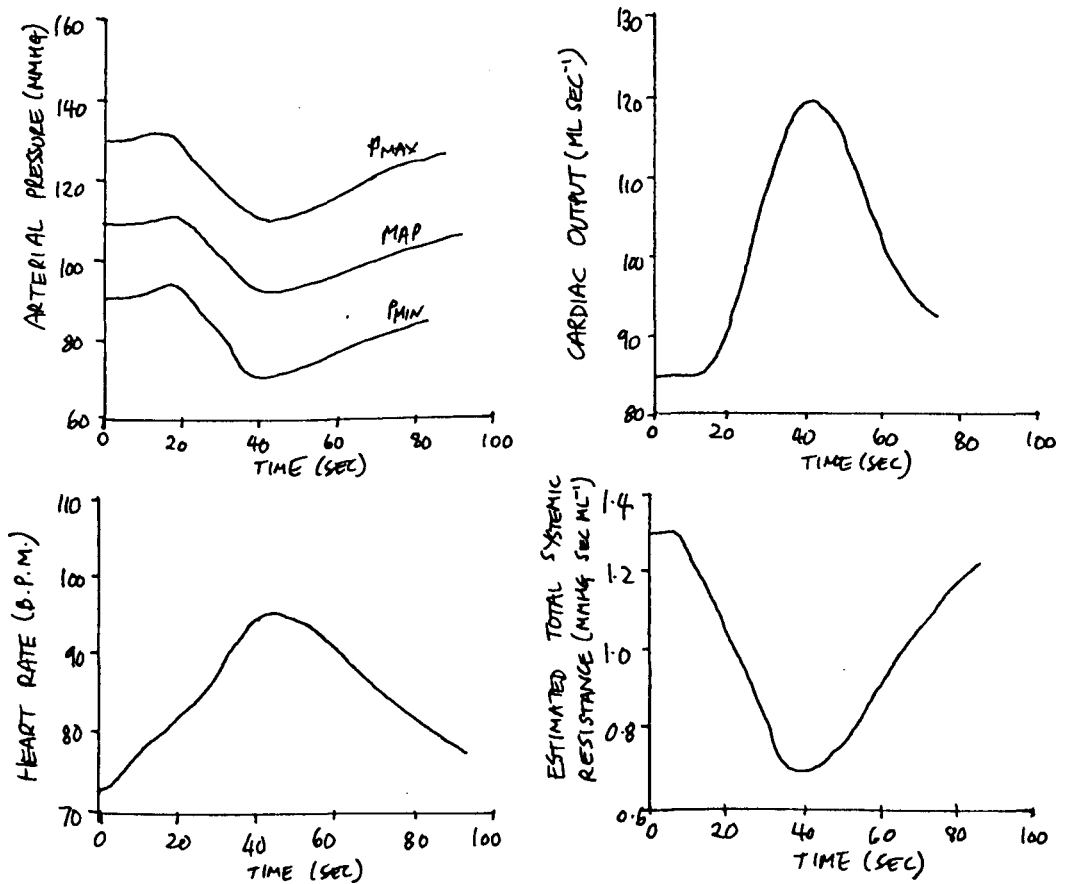 ARTERIAL PRESSURE (MMHG)
160
140
120
100
80
60
0 20 40 60 80 100
TIME (SEC)
PMAX
MAP
PMIN
CARDIAC OUTPUT (ML SEC⁻¹)
130
120
110
100
90
80
0 20 40 60 80 100
TIME (SEC)
HEART RATE (B.P.M.)
110
100
90
80
70
0 20 40 60 80 100
TIME (SEC)
ESTIMATED TOTAL SYSTEMIC
RESISTANCE (MMHG SEC ML⁻¹)
1.4
1.2
1.0
0.8
0.6
0 20 40 60 80 100
TIME (SEC)